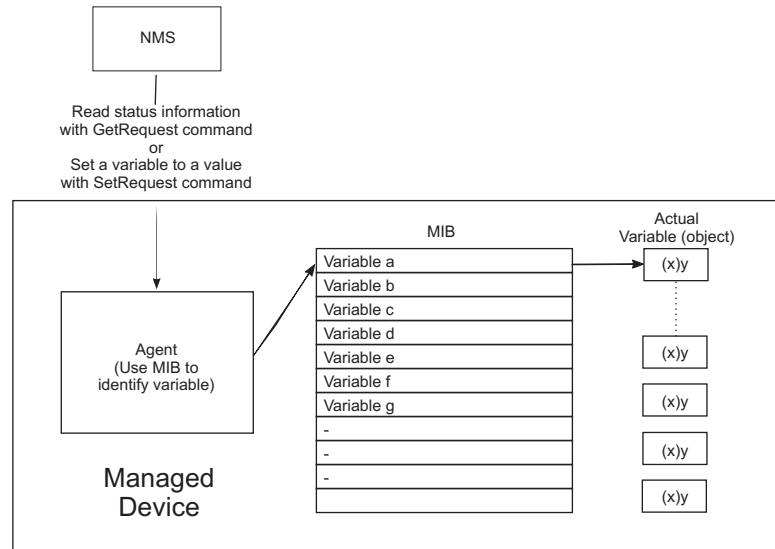 NMS
Read status information
with GetRequest command
or
Set a variable to a value
with SetRequest command
Agent
(Use MIB to
identify variable)
Managed
Device
MIB
Variable a
Variable b
Variable c
Variable d
Variable e
Variable f
Variable g
-
-
-
Actual
Variable (object)
(x)y
(x)y
(x)y
(x)y
(x)y